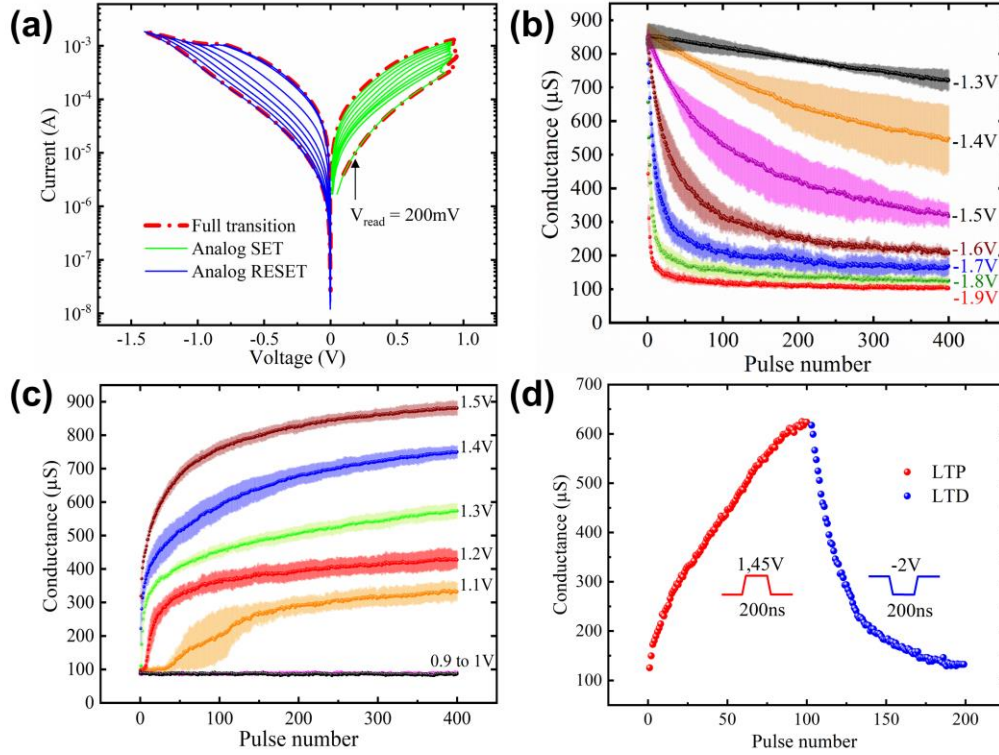 (a)
10⁻³
10⁻⁴
10⁻⁵
10⁻⁶
10⁻⁷
10⁻⁸
Current (A)
V_read = 200mV
Full transition
Analog SET
Analog RESET
-1.5 -1.0 -0.5 0 0.5 1.0
Voltage (V)
(b)
900
800
700
600
500
400
300
200
100
0
Conductance (µS)
-1.3V
-1.4V
-1.5V
-1.6V
-1.7V
-1.8V
-1.9V
0 100 200 300 400
Pulse number
(c)
900
800
700
600
500
400
300
200
100
0
Conductance (µS)
1.5V
1.4V
1.3V
1.2V
1.1V
0.9 to 1V
0 100 200 300 400
Pulse number
(d)
700
500
300
100
Conductance (µS)
LTP
LTD
1,45V
200ns
-2V
200ns
0 50 100 150 200
Pulse number